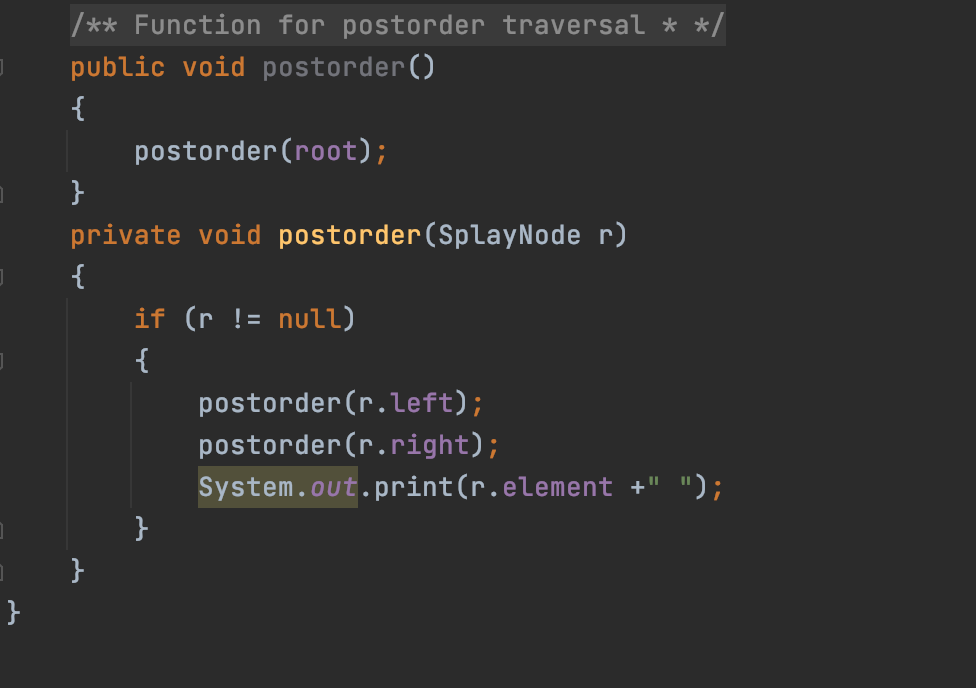 /** Function for postorder traversal * */
public void postorder()
{
postorder(root);
}
private void postorder(SplayNode r)
{
if (r != null)
{
postorder(r.left);
postorder(r.right);
System.out.print(r.element +" ");
}
}
}